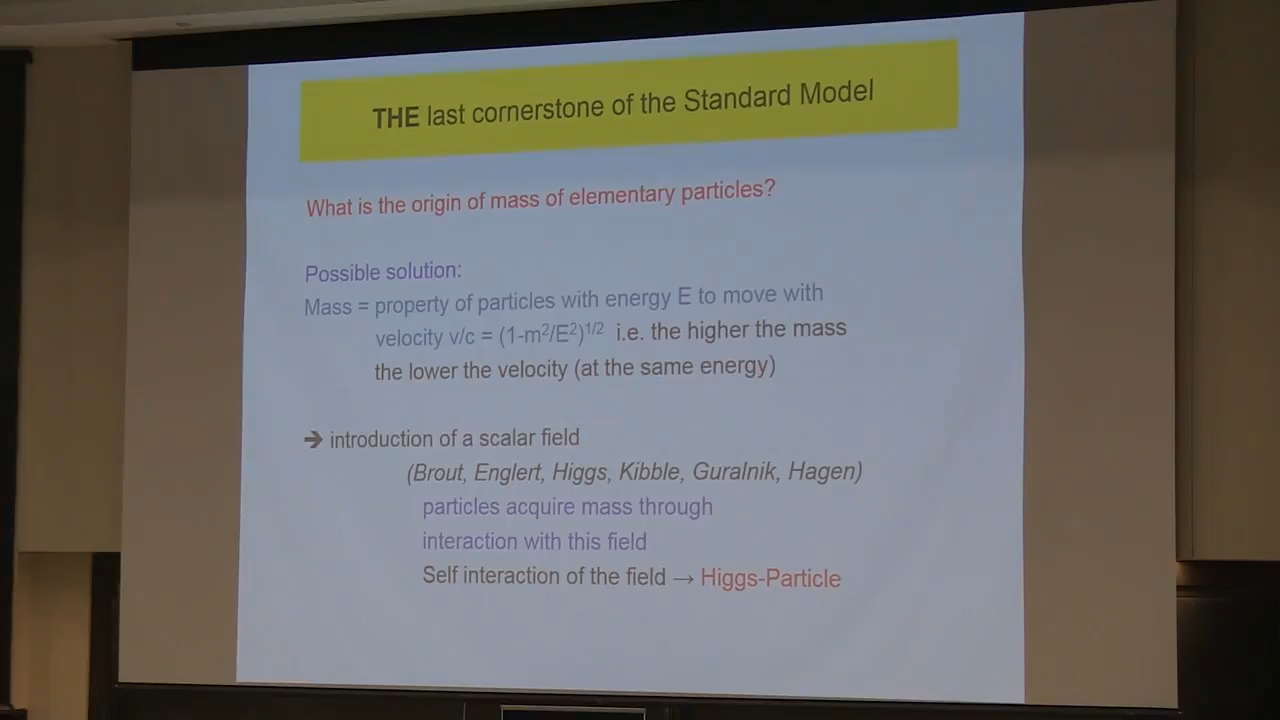 THE last cornerstone of the Standard Model
What is the origin of mass of elementary particles?
Possible solution:
Mass = property of particles with energy E to move with
velocity v/c = (1-m²/E²)¹/² i.e. the higher the mass
the lower the velocity (at the same energy)
➔ introduction of a scalar field
(Brout, Englert, Higgs, Kibble, Guralnik, Hagen)
particles acquire mass through
interaction with this field
Self interaction of the field → Higgs-Particle